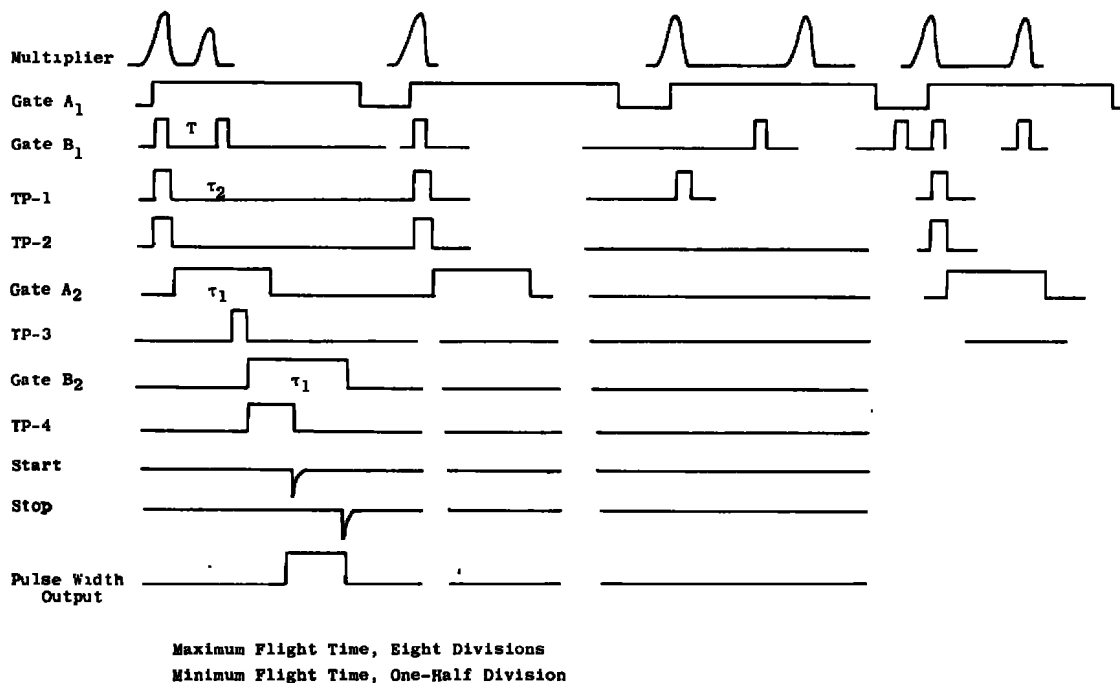 Multiplier
Gate A1
Gate B1
T
TP-1
τ2
TP-2
Gate A2
τ1
TP-3
Gate B2
τ1
TP-4
Start
Stop
Pulse Width
Output
Maximum Flight Time, Eight Divisions
Minimum Flight Time, One-Half Division